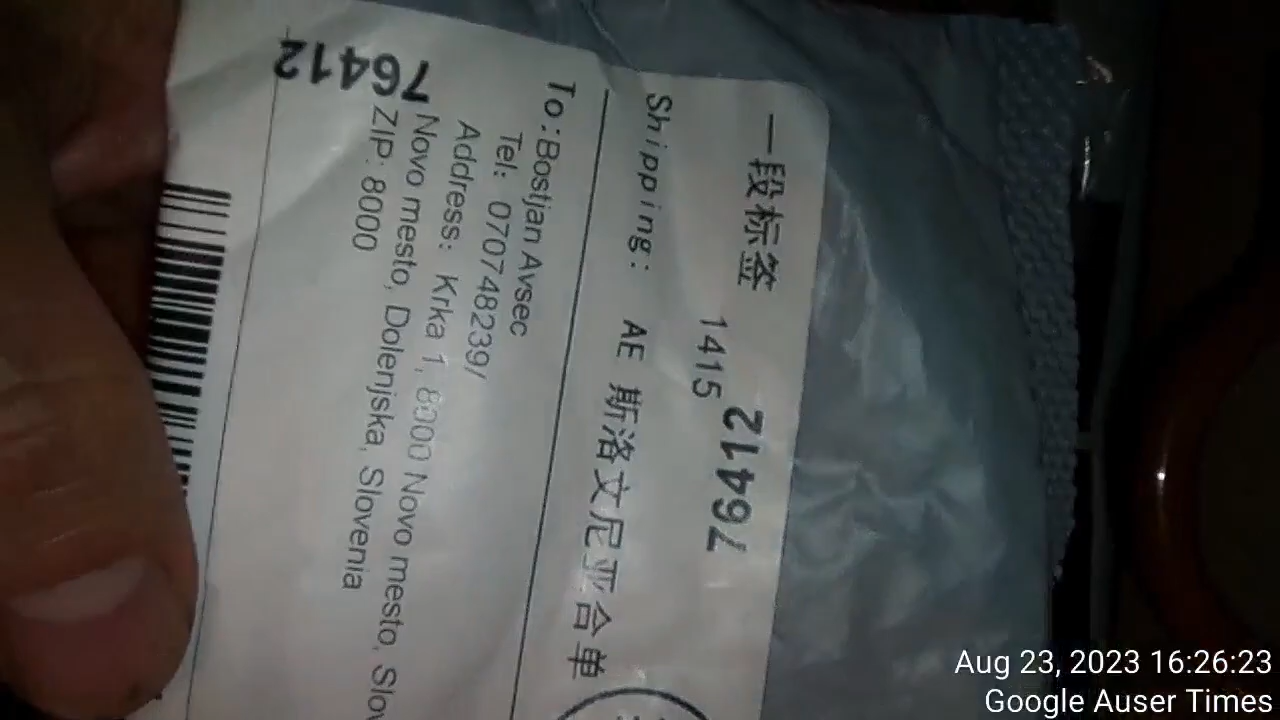 一段标签
1415
76412
Shipping: AE 斯洛文尼亚合单
To:Bostjan Avsec
Tel: 070748239/
Address: Krka 1, 8000 Novo mesto, Slov
Novo mesto, Dolenjska, Slovenia
ZIP: 8000
76412
Aug 23, 2023 16:26:23
Google Auser Times